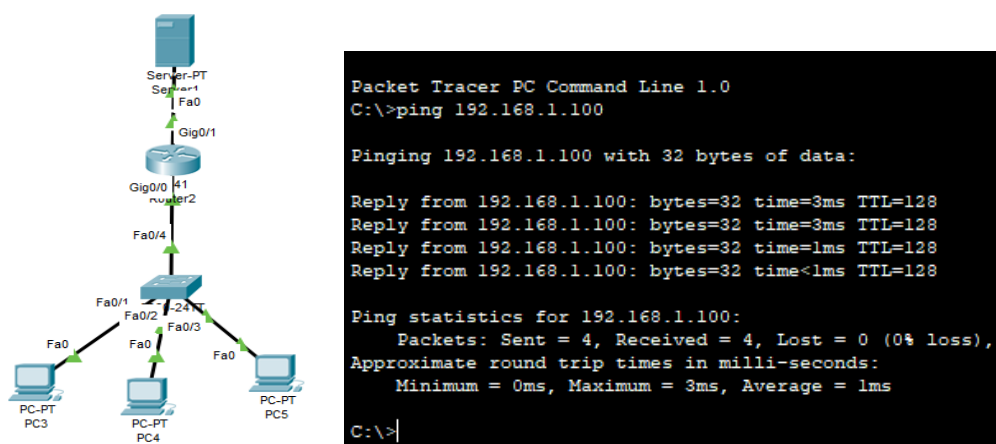 Server-PT
Server1
Fa0
Gig0/1
Gig0/0
41
Router2
Fa0/4
Fa0/1
Fa0/2
Fa0/3
Fa0
Fa0
Fa0
PC-PT
PC3
PC-PT
PC4
PC-PT
PC5
Packet Tracer PC Command Line 1.0
C:\>ping 192.168.1.100
Pinging 192.168.1.100 with 32 bytes of data:
Reply from 192.168.1.100: bytes=32 time=3ms TTL=128
Reply from 192.168.1.100: bytes=32 time=3ms TTL=128
Reply from 192.168.1.100: bytes=32 time=1ms TTL=128
Reply from 192.168.1.100: bytes=32 time<1ms TTL=128
Ping statistics for 192.168.1.100:
Packets: Sent = 4, Received = 4, Lost = 0 (0% loss),
Approximate round trip times in milli-seconds:
Minimum = 0ms, Maximum = 3ms, Average = 1ms
C:\>